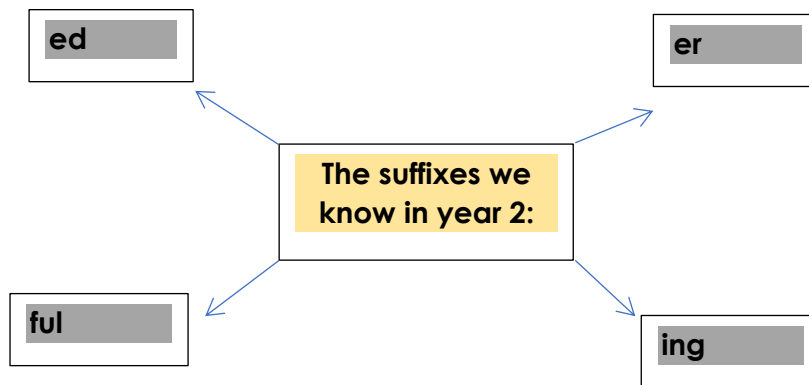 ed
er
The suffixes we
know in year 2:
ful
ing